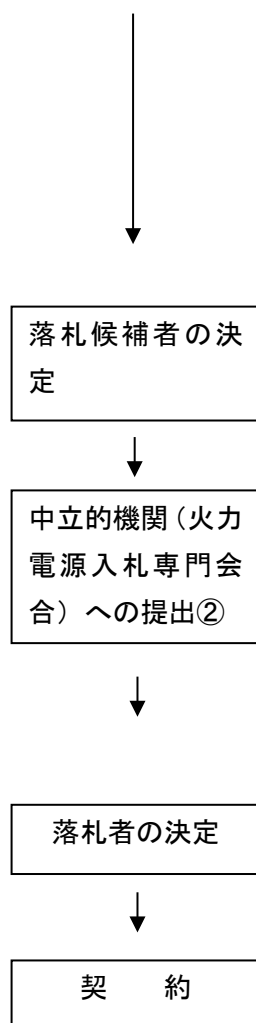 落札候補者の決
定
中立的機関（火力
電源入札専門会
合）への提出②
落札者の決定
契　　約